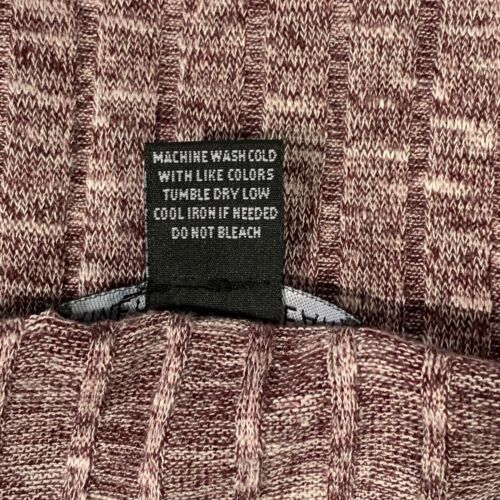 MACHINE WASH COLD
WITH LIKE COLORS
TUMBLE DRY LOW
COOL IRON IF NEEDED
DO NOT BLEACH